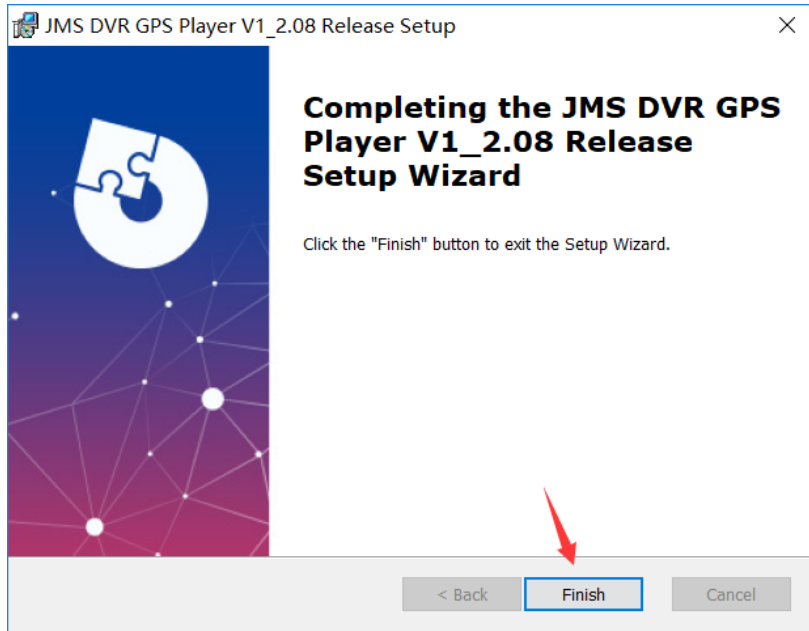 JMS DVR GPS Player V1_2.08 Release Setup
Completing the JMS DVR GPS
Player V1_2.08 Release
Setup Wizard
Click the "Finish" button to exit the Setup Wizard.
< Back
Finish
Cancel